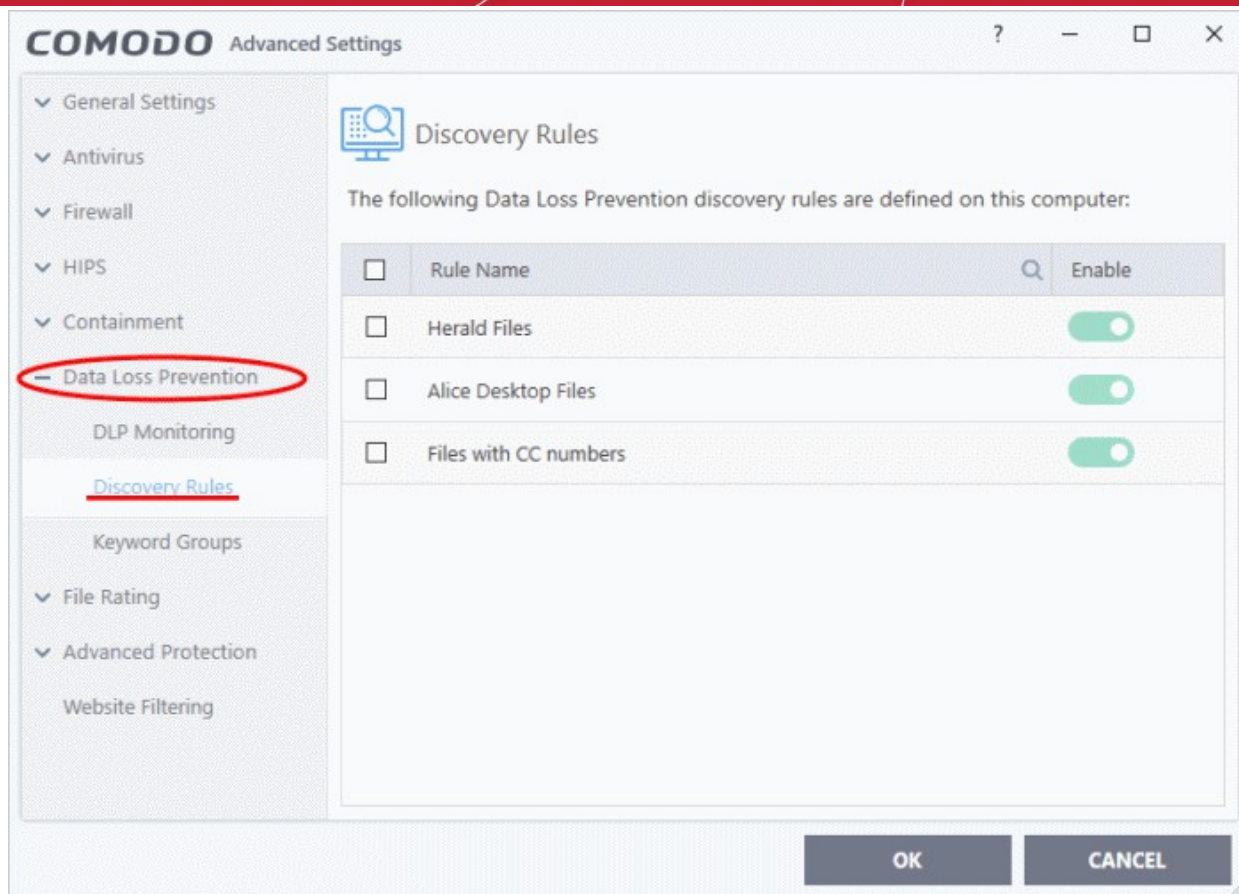 COMODO Advanced Settings ?
General Settings
Antivirus
Firewall
HIPS
Containment
Data Loss Prevention
DLP Monitoring
Discovery Rules
Keyword Groups
File Rating
Advanced Protection
Website Filtering
Discovery Rules
The following Data Loss Prevention discovery rules are defined on this computer:
Rule Name Enable
Herald Files
Alice Desktop Files
Files with CC numbers
OK CANCEL